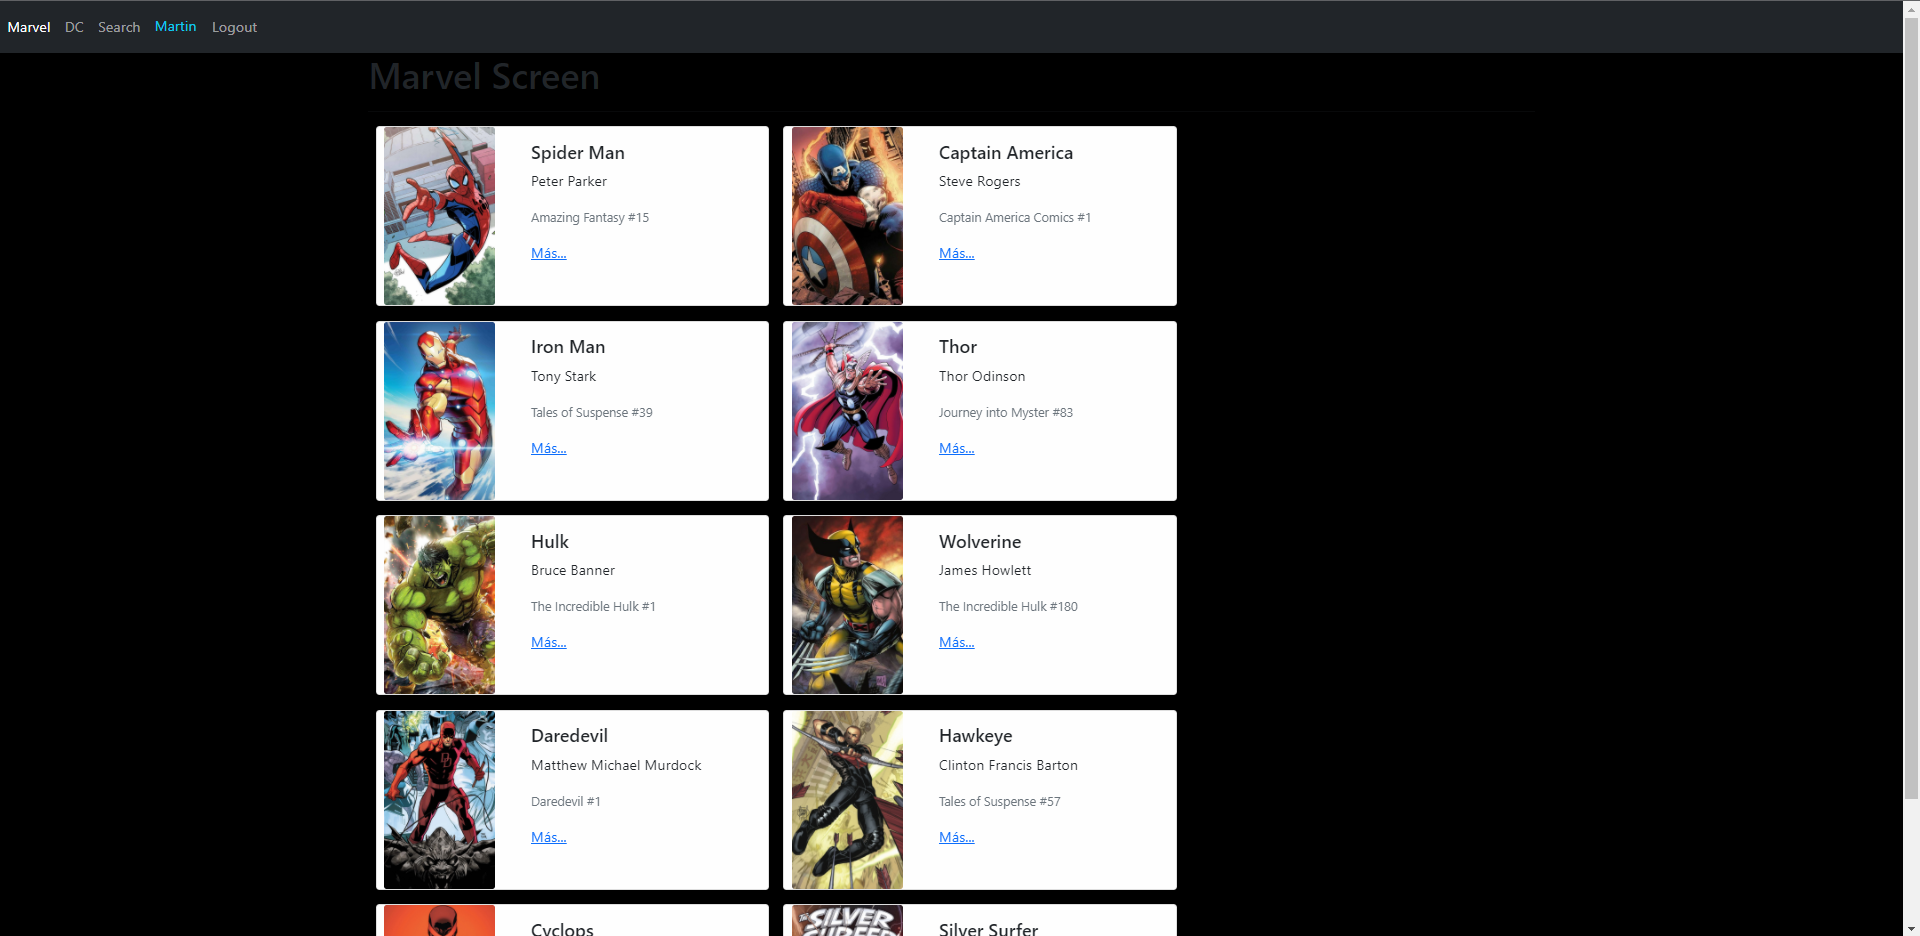 Marvel DC Search Martin Logout
Marvel Screen
Spider Man
Peter Parker
Amazing Fantasy #15
Más...
Captain America
Steve Rogers
Captain America Comics #1
Más...
Iron Man
Tony Stark
Tales of Suspense #39
Más...
Thor
Thor Odinson
Journey into Myster #83
Más...
Hulk
Bruce Banner
The Incredible Hulk #1
Más...
Wolverine
James Howlett
The Incredible Hulk #180
Más...
Daredevil
Matthew Michael Murdock
Daredevil #1
Más...
Hawkeye
Clinton Francis Barton
Tales of Suspense #57
Más...
Cyclops
THE SILVER
SURFER
Silver Surfer